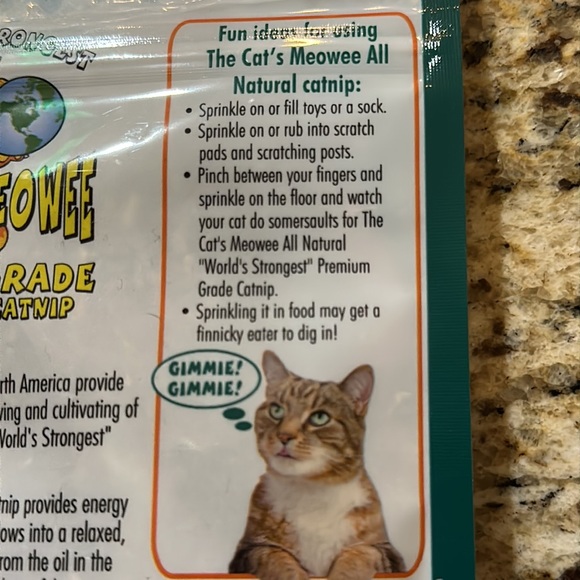 Fun ideas for using
The Cat's Meowee All
Natural catnip:
• Sprinkle on or fill toys or a sock.
• Sprinkle on or rub into scratch
pads and scratching posts.
• Pinch between your fingers and
sprinkle on the floor and watch
your cat do somersaults for The
Cat's Meowee All Natural
"World's Strongest" Premium
Grade Catnip.
• Sprinkling it in food may get a
finnicky eater to dig in!
GIMMIE!
GIMMIE!
EOWEE
RADE
CATNIP
rth America provide
ving and cultivating of
World's Strongest"
nip provides energy
lows into a relaxed,
rom the oil in the